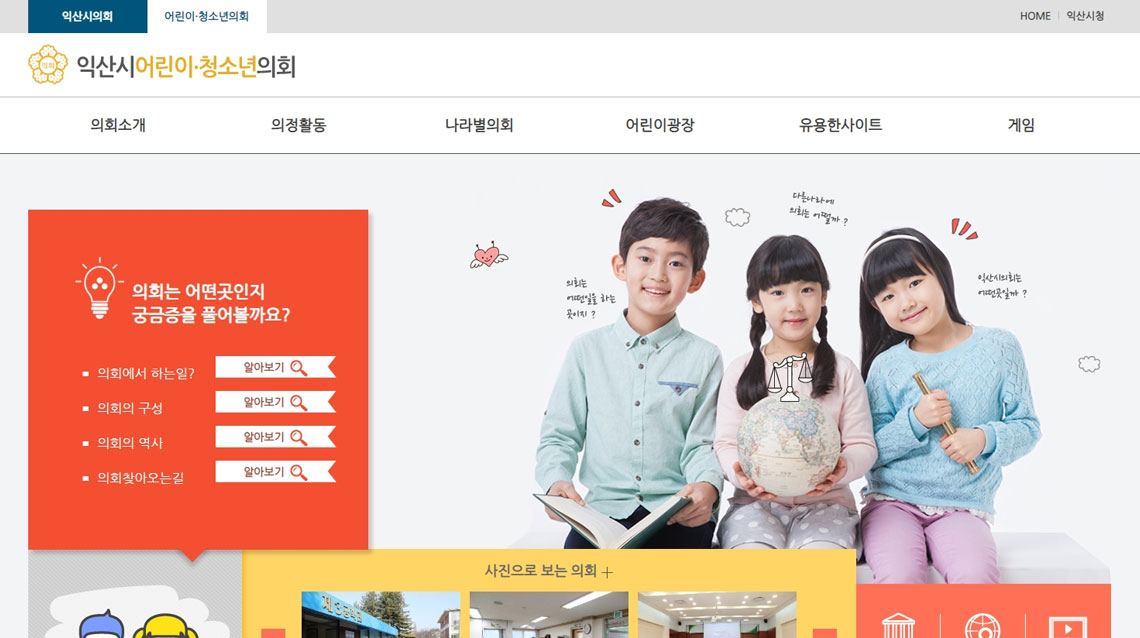 익산시의회
어린이·청소년의회
HOME
익산시청
의회
익산시어린이·청소년의회
의회소개
의정활동
나라별의회
어린이광장
유용한사이트
게임
의회는 어떤곳인지
궁금증을 풀어볼까요?
의회에서 하는일?
알아보기
의회의 구성
알아보기
의회의 역사
알아보기
의회찾아오는길
알아보기
의회는
어떤일을 하는
곳이지 ?
다른나라에
의회는 어떨까 ?
익산시의회는
어떤곳일까 ?
사진으로 보는 의회